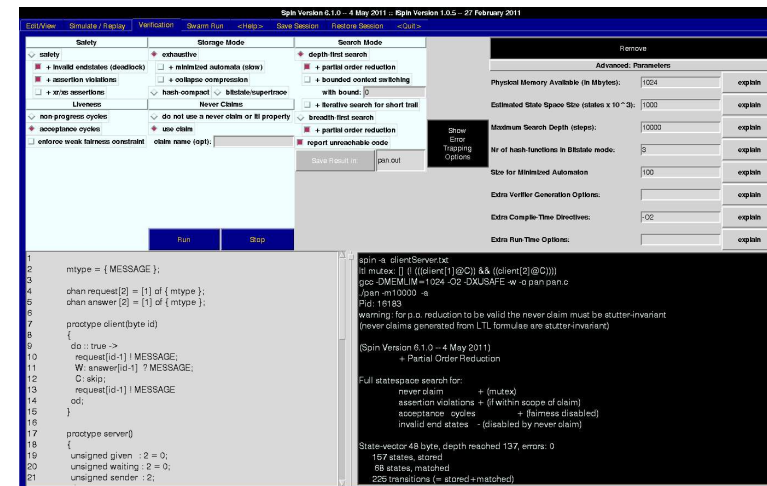 Spin Version 6.1.0 -- 4 May 2011 :: iSpin Version 1.0.5 -- 27 February 2011
Edit/View Simulate / Replay Verification Swarm Run <Help> Save Session Restore Session <Quit>
Safety Storage Mode Search Mode Remove
safety exhaustive depth-first search
+ invalid endstates (deadlock) + minimized automata (slow) + partial order reduction Advanced: Parameters
+ assertion violations + collapse compression + bounded context switching Physical Memory Available (in Mbytes): 1024 explain
+ xr/xs assertions hash-compact bitstate/supertrace with bound: 0
Liveness Never Claims + iterative search for short trail Estimated State Space Size (states x 10^3): 1000 explain
non-progress cycles do not use a never claim or ltl property breadth-first search
acceptance cycles use claim + partial order reduction Show Error Trapping Options Maximum Search Depth (steps): 10000 explain
enforce weak fairness constraint claim name (opt): report unreachable code
Nr of hash-functions in Bitstate mode: 3 explain
Save Result in: pan.out
Size for Minimized Automaton 100 explain
Extra Verifier Generation Options: explain
Extra Compile-Time Directives: -O2 explain
Run Stop Extra Run-Time Options: explain
1
2 mtype = { MESSAGE };
3
4 chan request[2] = [1] of { mtype };
5 chan answer [2] = [1] of { mtype };
6
7 proctype client(byte id)
8 {
9 do :: true ->
10 request[id-1] ! MESSAGE;
11 W: answer[id-1] ? MESSAGE;
12 C: skip;
13 request[id-1] ! MESSAGE
14 od;
15 }
16
17 proctype server()
18 {
19 unsigned given : 2 = 0;
20 unsigned waiting : 2 = 0;
21 unsigned sender : 2;
spin -a clientServer.txt
ltl mutex: [] (! (((client[1]@C)) && ((client[2]@C))))
gcc -DMEMLIM=1024 -O2 -DXUSAFE -w -o pan pan.c
./pan -m10000 -a
Pid: 16183
warning: for p.o. reduction to be valid the never claim must be stutter-invariant
(never claims generated from LTL formulae are stutter-invariant)
(Spin Version 6.1.0 -- 4 May 2011)
+ Partial Order Reduction
Full statespace search for:
never claim + (mutex)
assertion violations + (if within scope of claim)
acceptance cycles + (fairness disabled)
invalid end states - (disabled by never claim)
State-vector 48 byte, depth reached 137, errors: 0
157 states, stored
68 states, matched
225 transitions (= stored+matched)